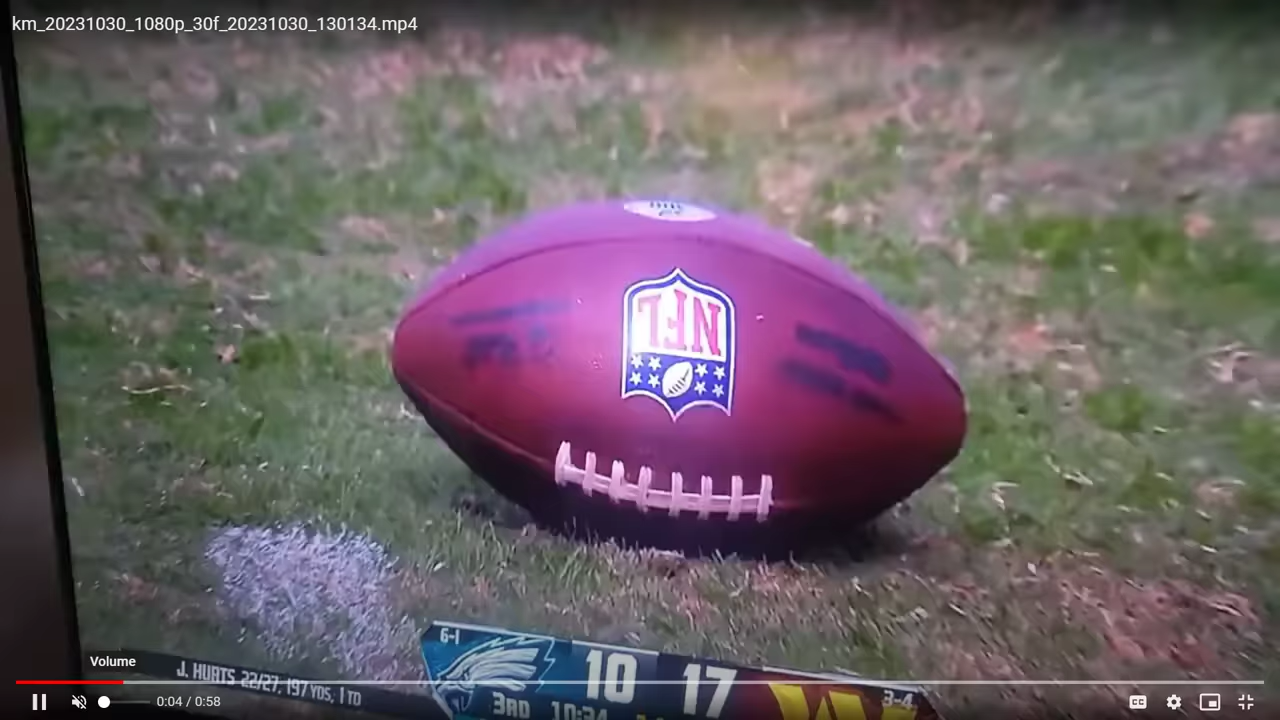 km_20231030_1080p_30f_20231030_130134.mp4
NFL
6-1
10
17
3-4
Volume
J. HURTS 22/27, 197 YDS, 1 TD
3RD 10:34
0:04 / 0:58
CC